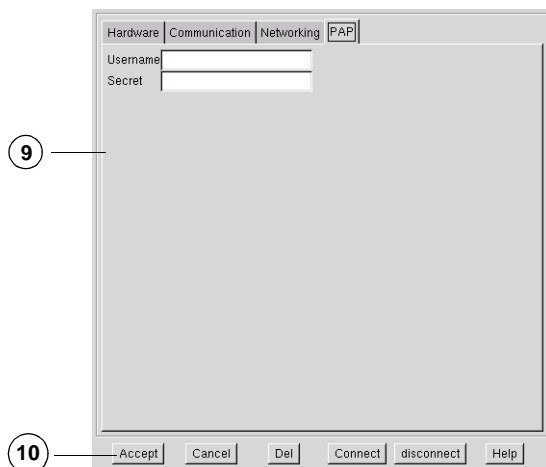 Hardware Communication Networking PAP
Username
Secret
9
10
Accept Cancel Del Connect disconnect Help